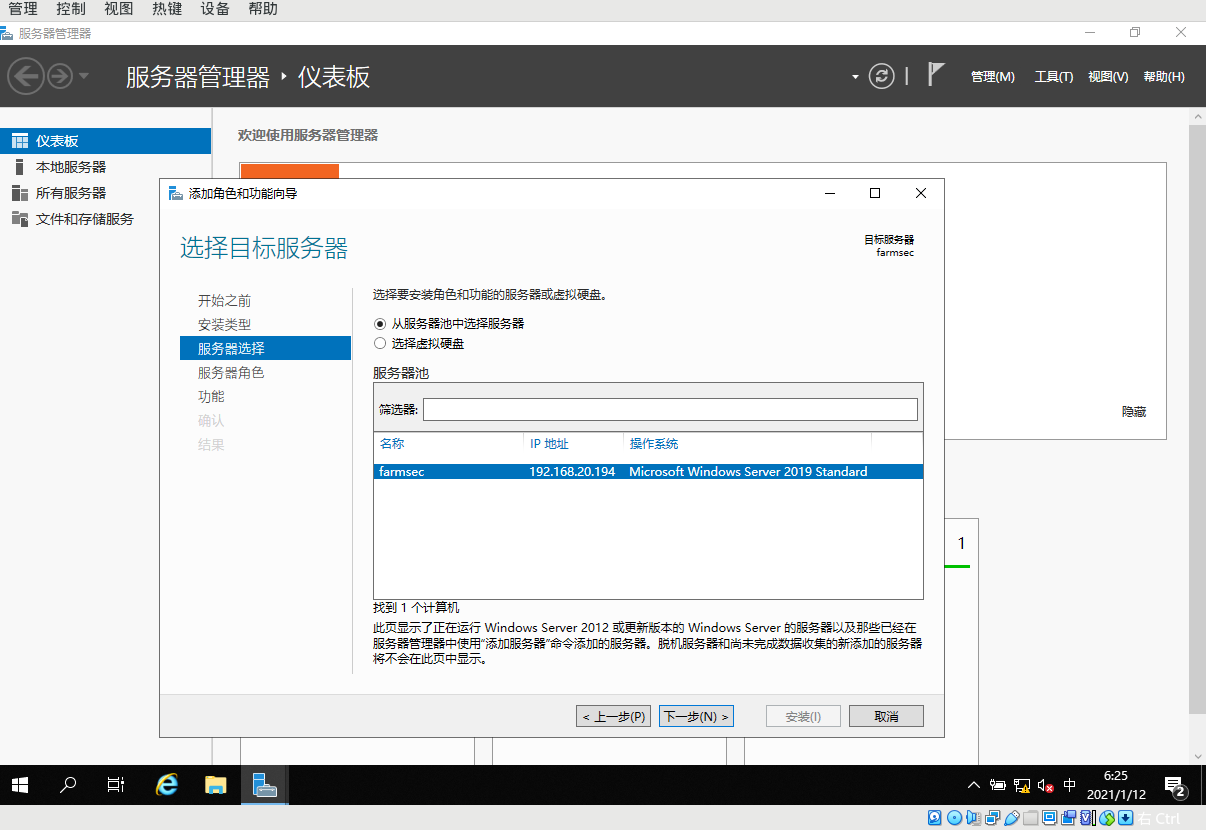 管理 控制 视图 热键 设备 帮助
服务器管理器
服务器管理器 ‣ 仪表板
管理(M) 工具(T) 视图(V) 帮助(H)
仪表板
本地服务器
所有服务器
文件和存储服务
欢迎使用服务器管理器
隐藏
1
添加角色和功能向导
选择目标服务器
目标服务器
farmsec
开始之前
安装类型
服务器选择
服务器角色
功能
确认
结果
选择要安装角色和功能的服务器或虚拟硬盘。
从服务器池中选择服务器
选择虚拟硬盘
服务器池
筛选器:
名称 IP 地址 操作系统
farmsec 192.168.20.194 Microsoft Windows Server 2019 Standard
找到 1 个计算机
此页显示了正在运行 Windows Server 2012 或更新版本的 Windows Server 的服务器以及那些已经在
服务器管理器中使用"添加服务器"命令添加的服务器。脱机服务器和尚未完成数据收集的新添加的服务器
将不会在此页中显示。
< 上一步(P) 下一步(N) > 安装(I) 取消
中
6:25
2021/1/12
2
右 Ctrl